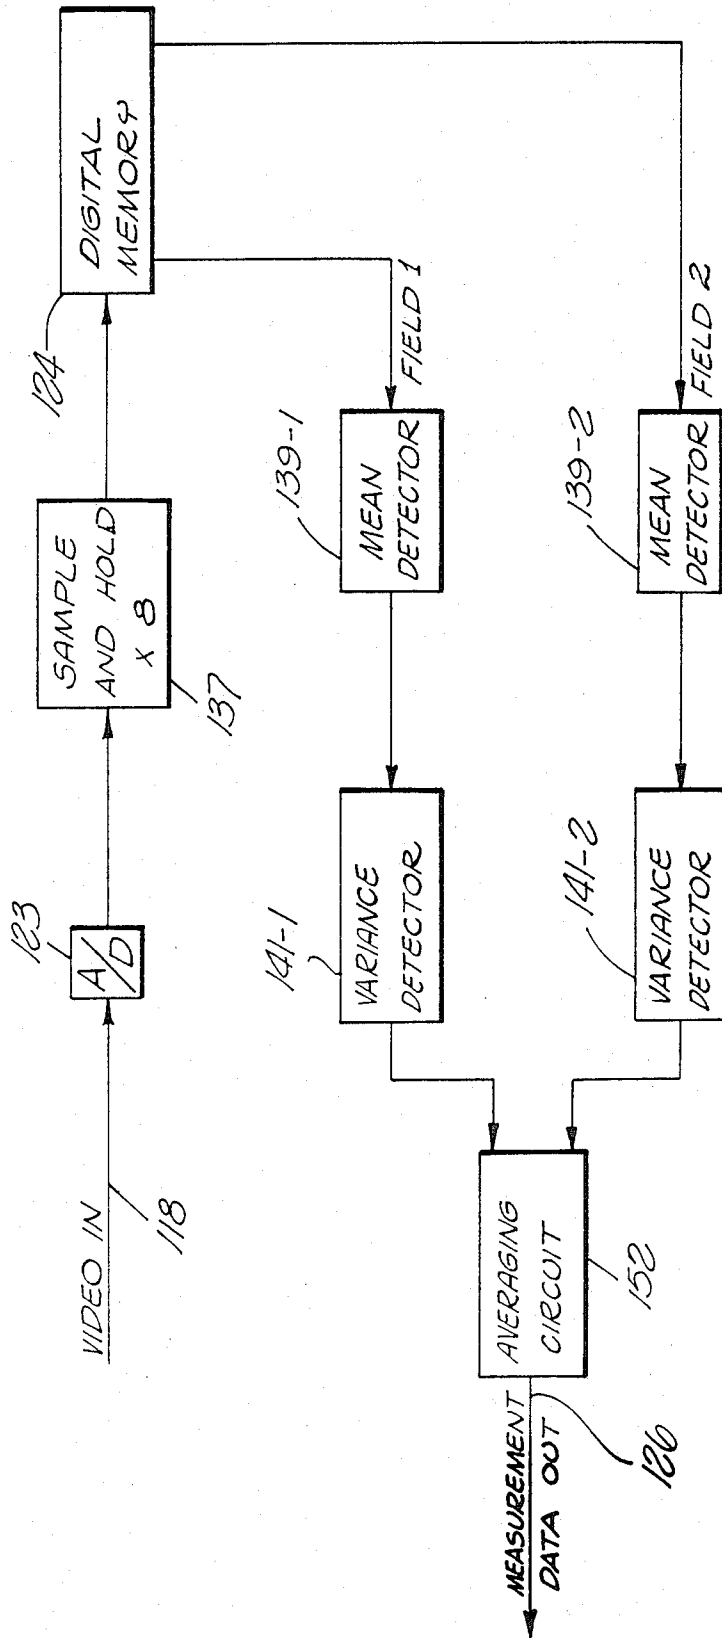 VIDEO IN
118
123
A/D
SAMPLE
AND HOLD
x 8
137
124
DIGITAL
MEMORY
FIELD 1
139-1
MEAN
DETECTOR
141-1
VARIANCE
DETECTOR
FIELD 2
139-2
MEAN
DETECTOR
141-2
VARIANCE
DETECTOR
AVERAGING
CIRCUIT
152
MEASUREMENT
DATA OUT
126